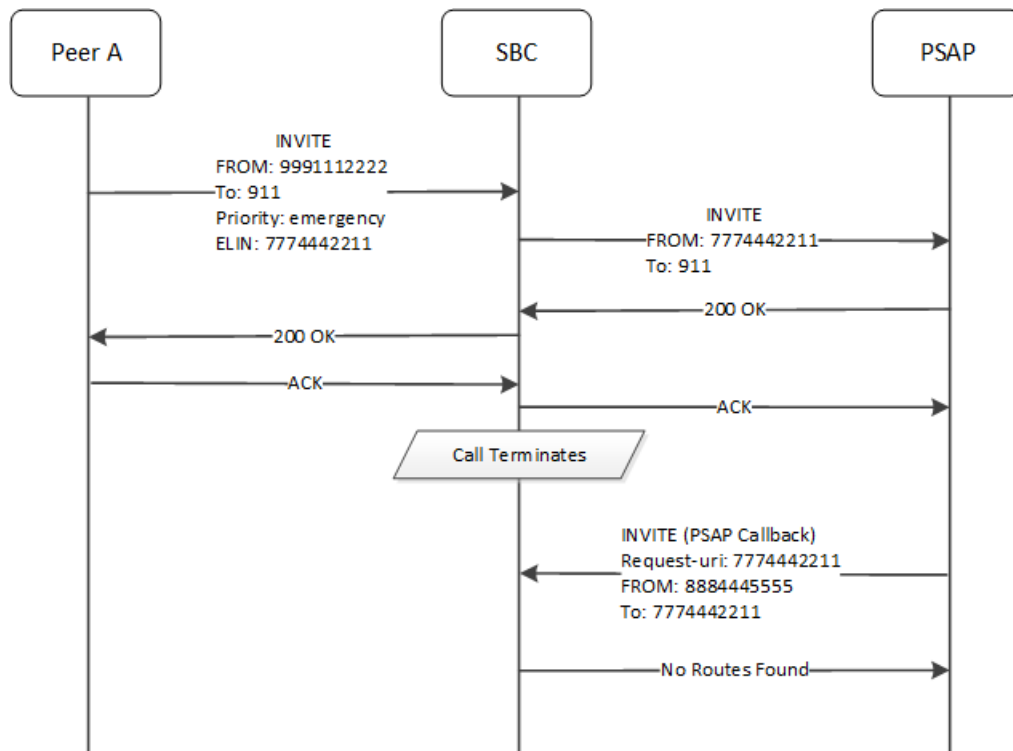 Peer A
SBC
PSAP
INVITE
FROM: 9991112222
To: 911
Priority: emergency
ELIN: 7774442211
INVITE
FROM: 7774442211
To: 911
200 OK
200 OK
ACK
ACK
Call Terminates
INVITE (PSAP Callback)
Request-uri: 7774442211
FROM: 8884445555
To: 7774442211
No Routes Found